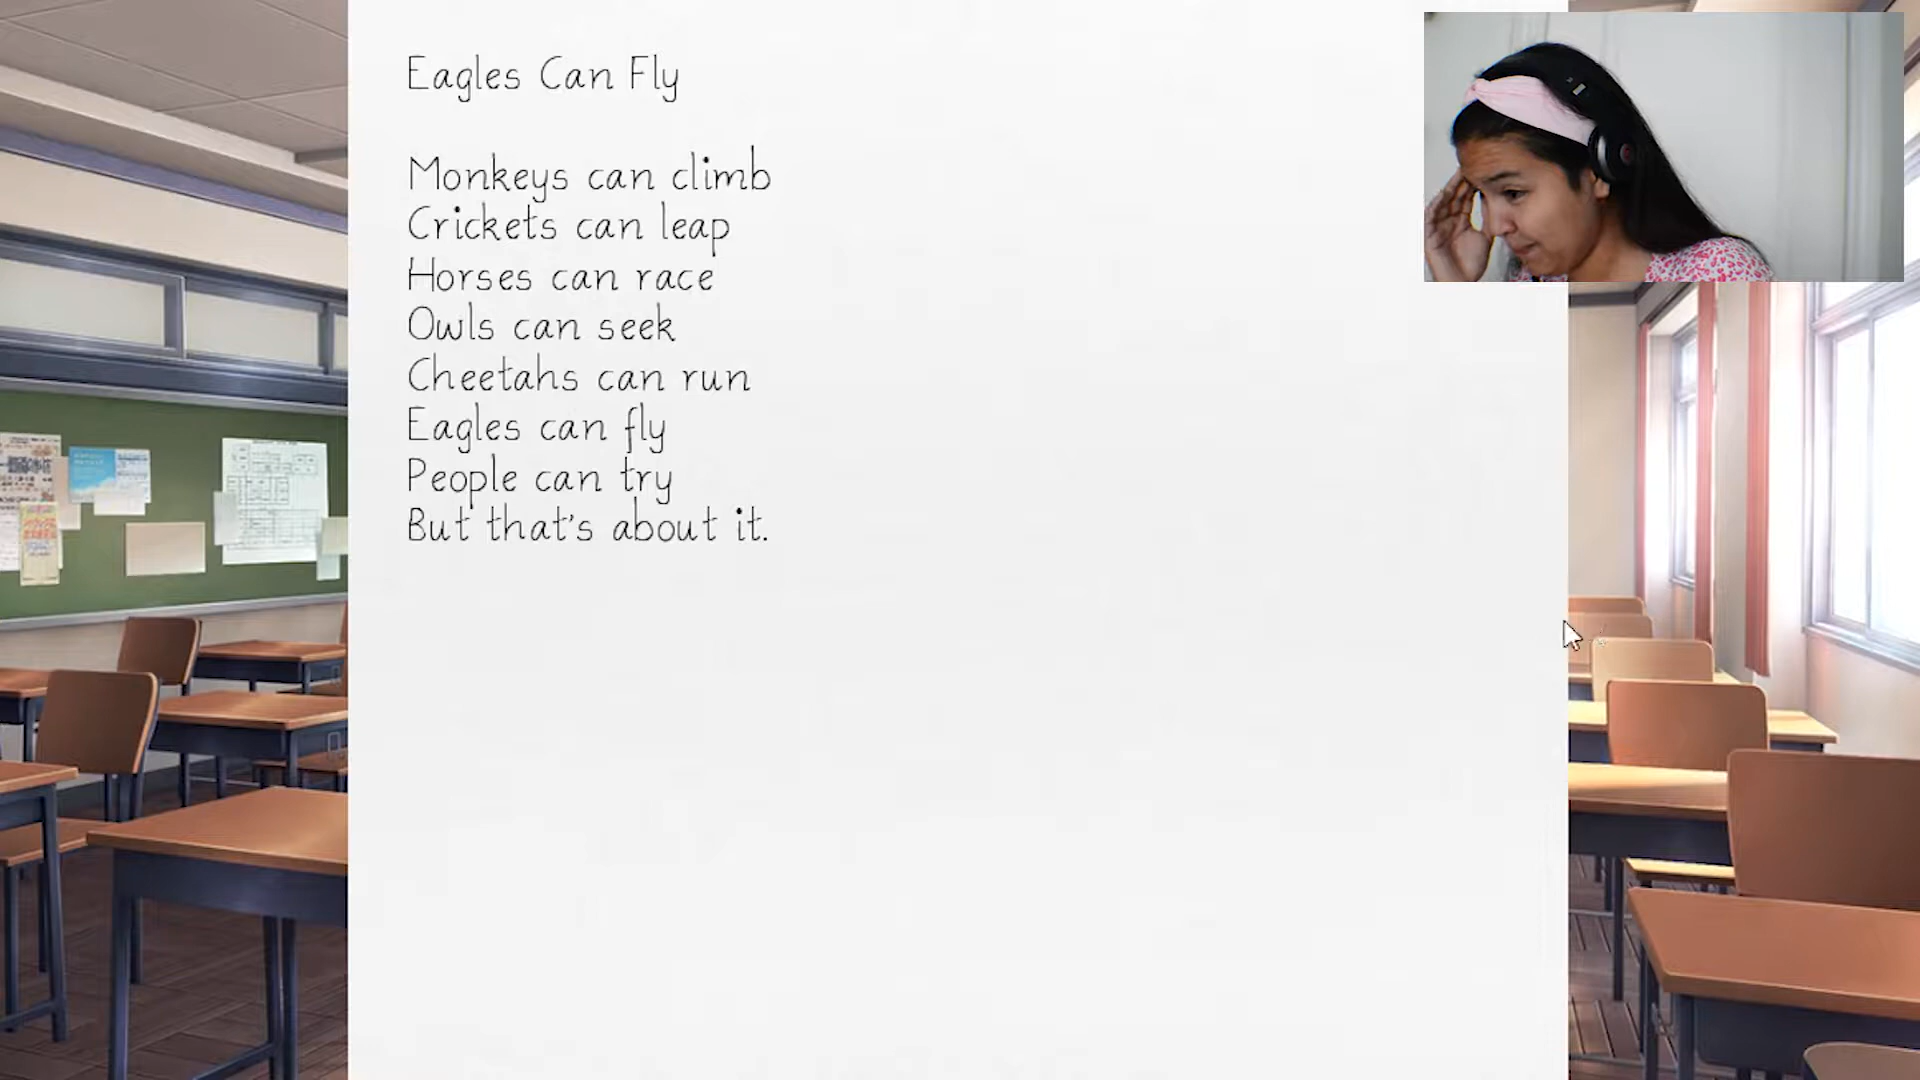 Eagles Can Fly
Monkeys can climb
Crickets can leap
Horses can race
Owls can seek
Cheetahs can run
Eagles can fly
People can try
But that's about it.